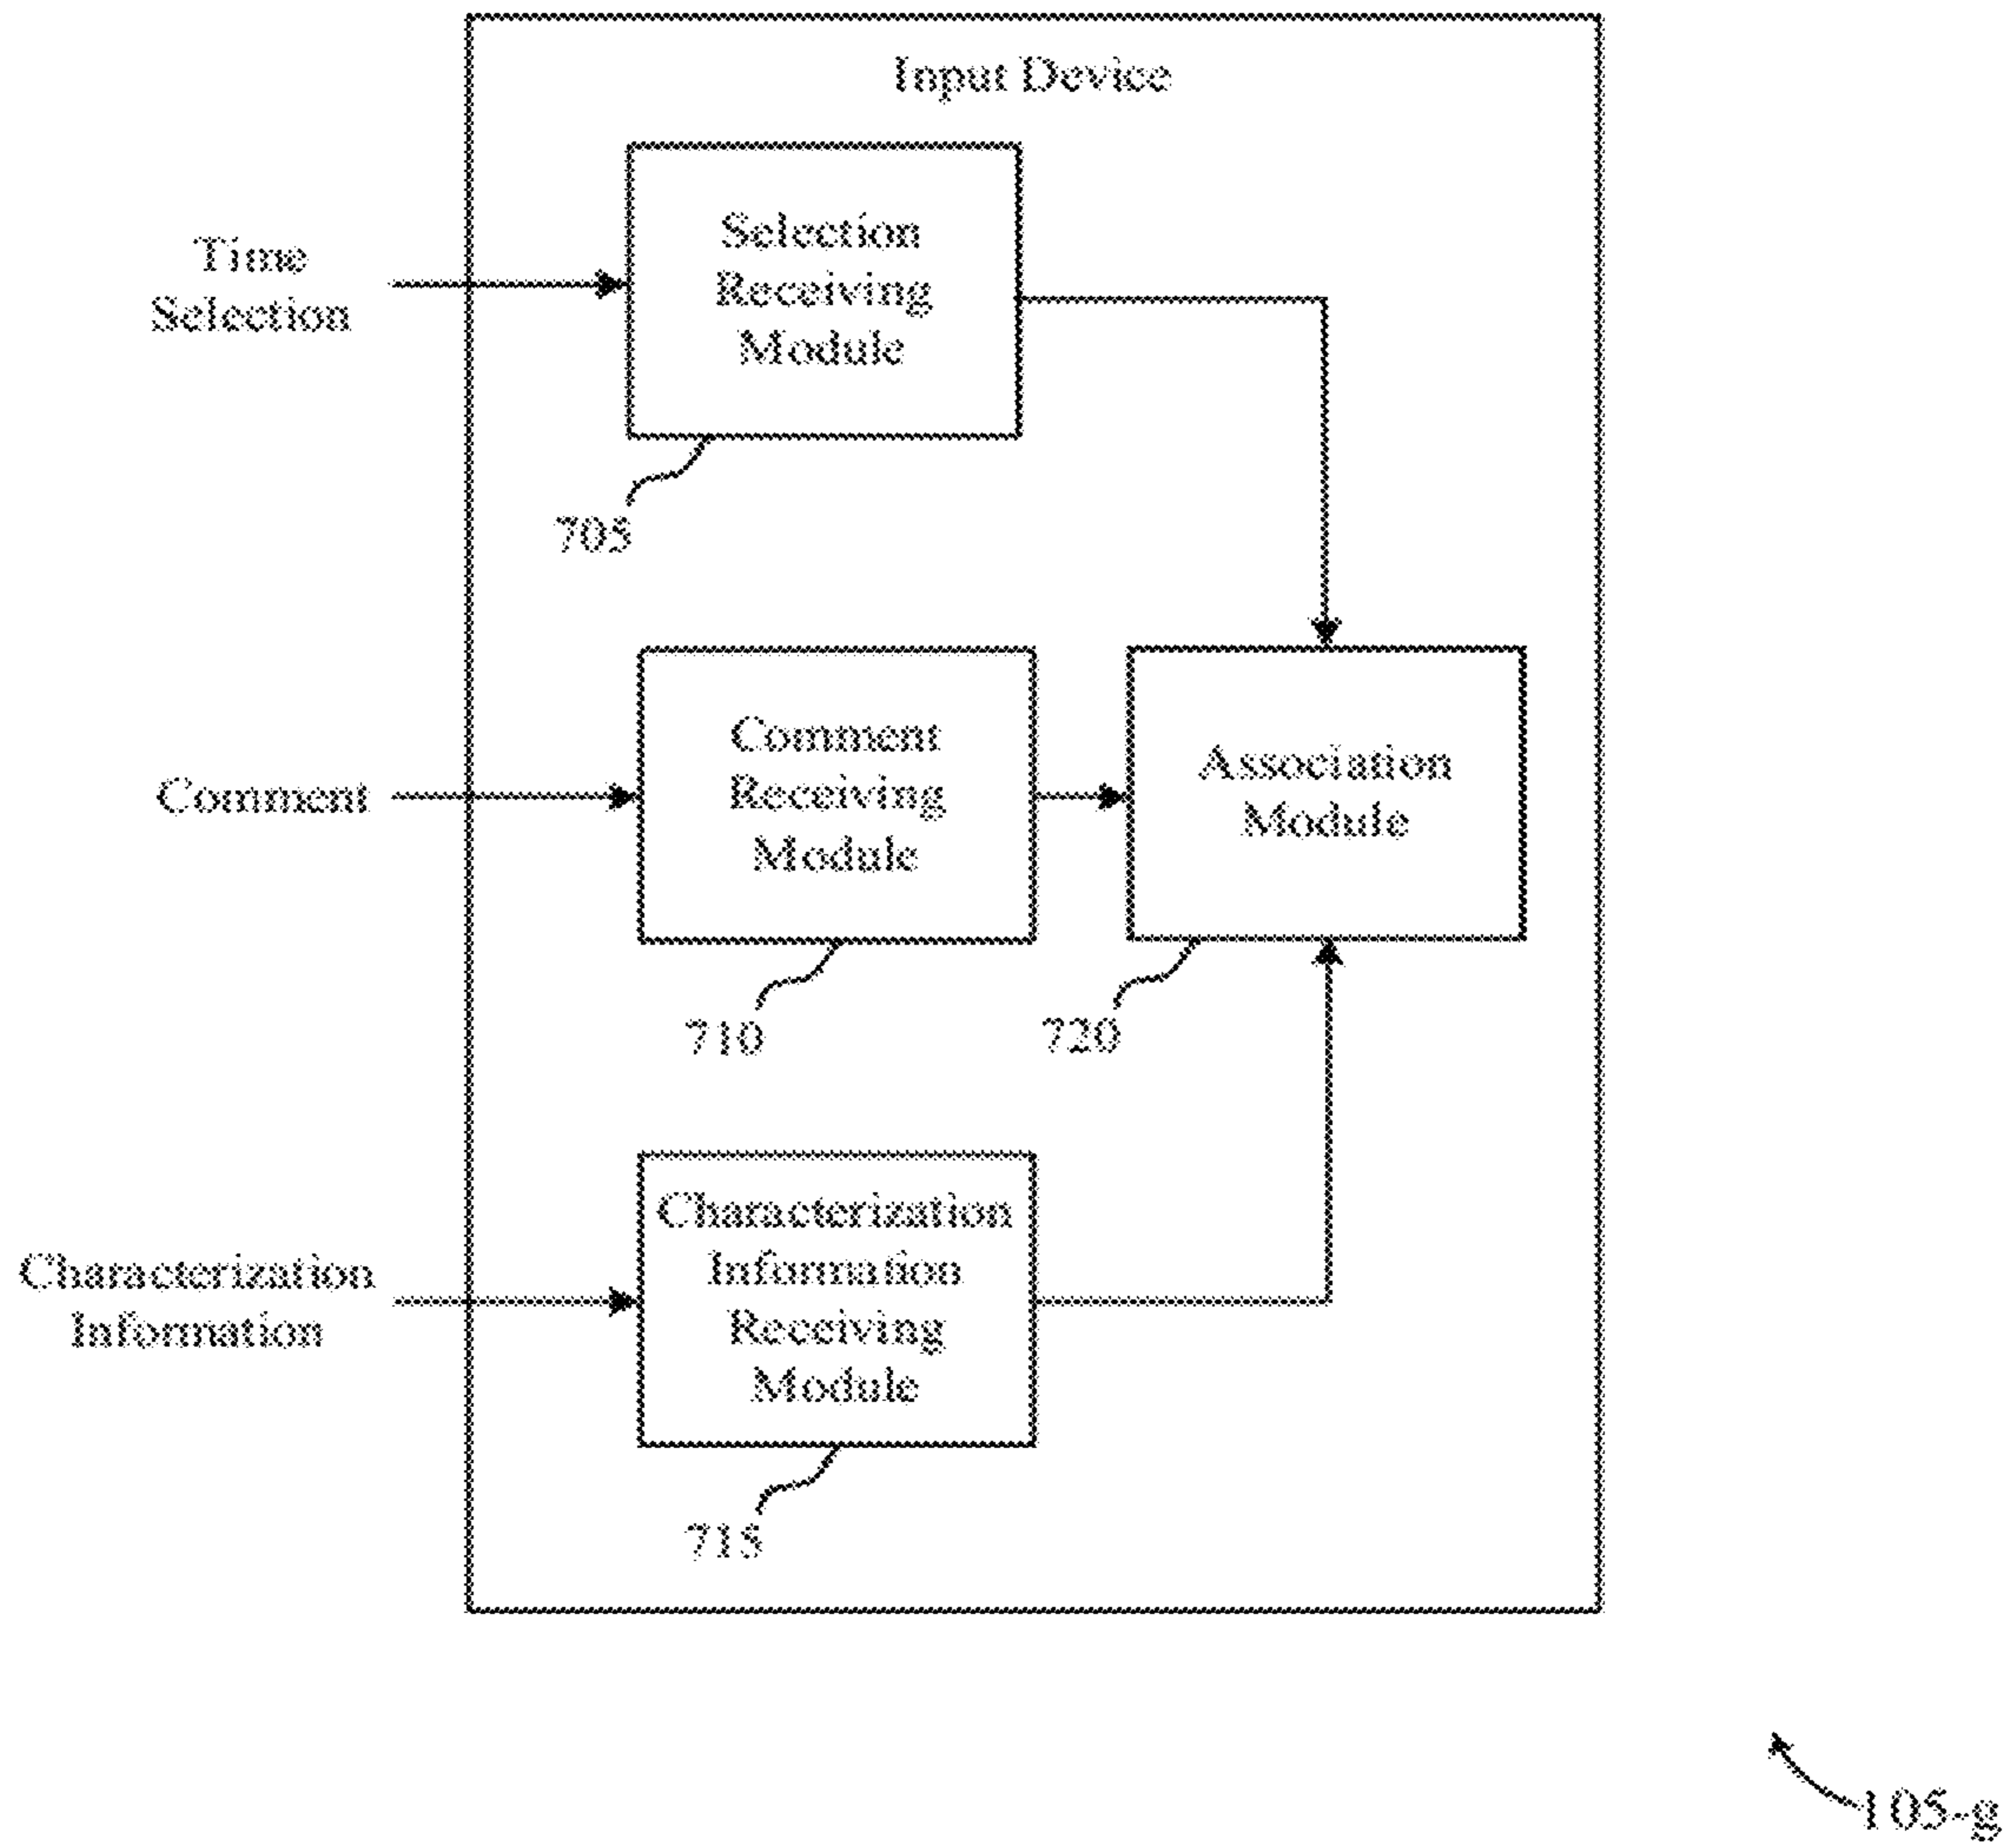 Input Device
Time
Selection
Selection
Receiving
Module
705
Comment
Comment
Receiving
Module
Association
Module
710
720
Characterization
Information
Characterization
Information
Receiving
Module
715
105-g